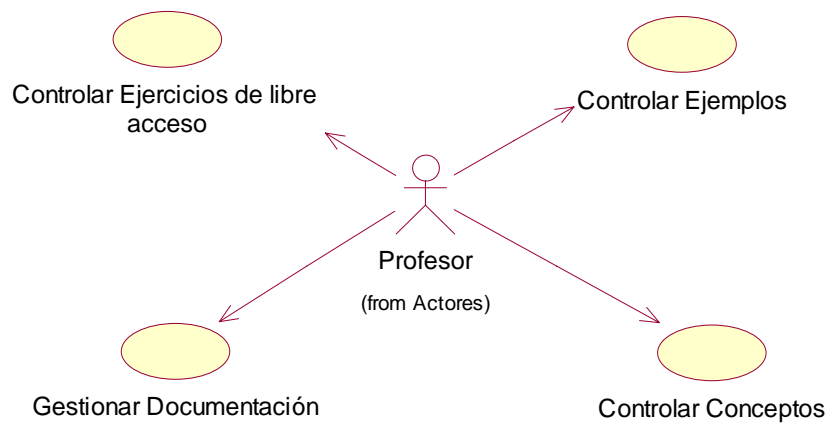 Controlar Ejercicios de libre
acceso
Controlar Ejemplos
Profesor
(from Actores)
Gestionar Documentación
Controlar Conceptos